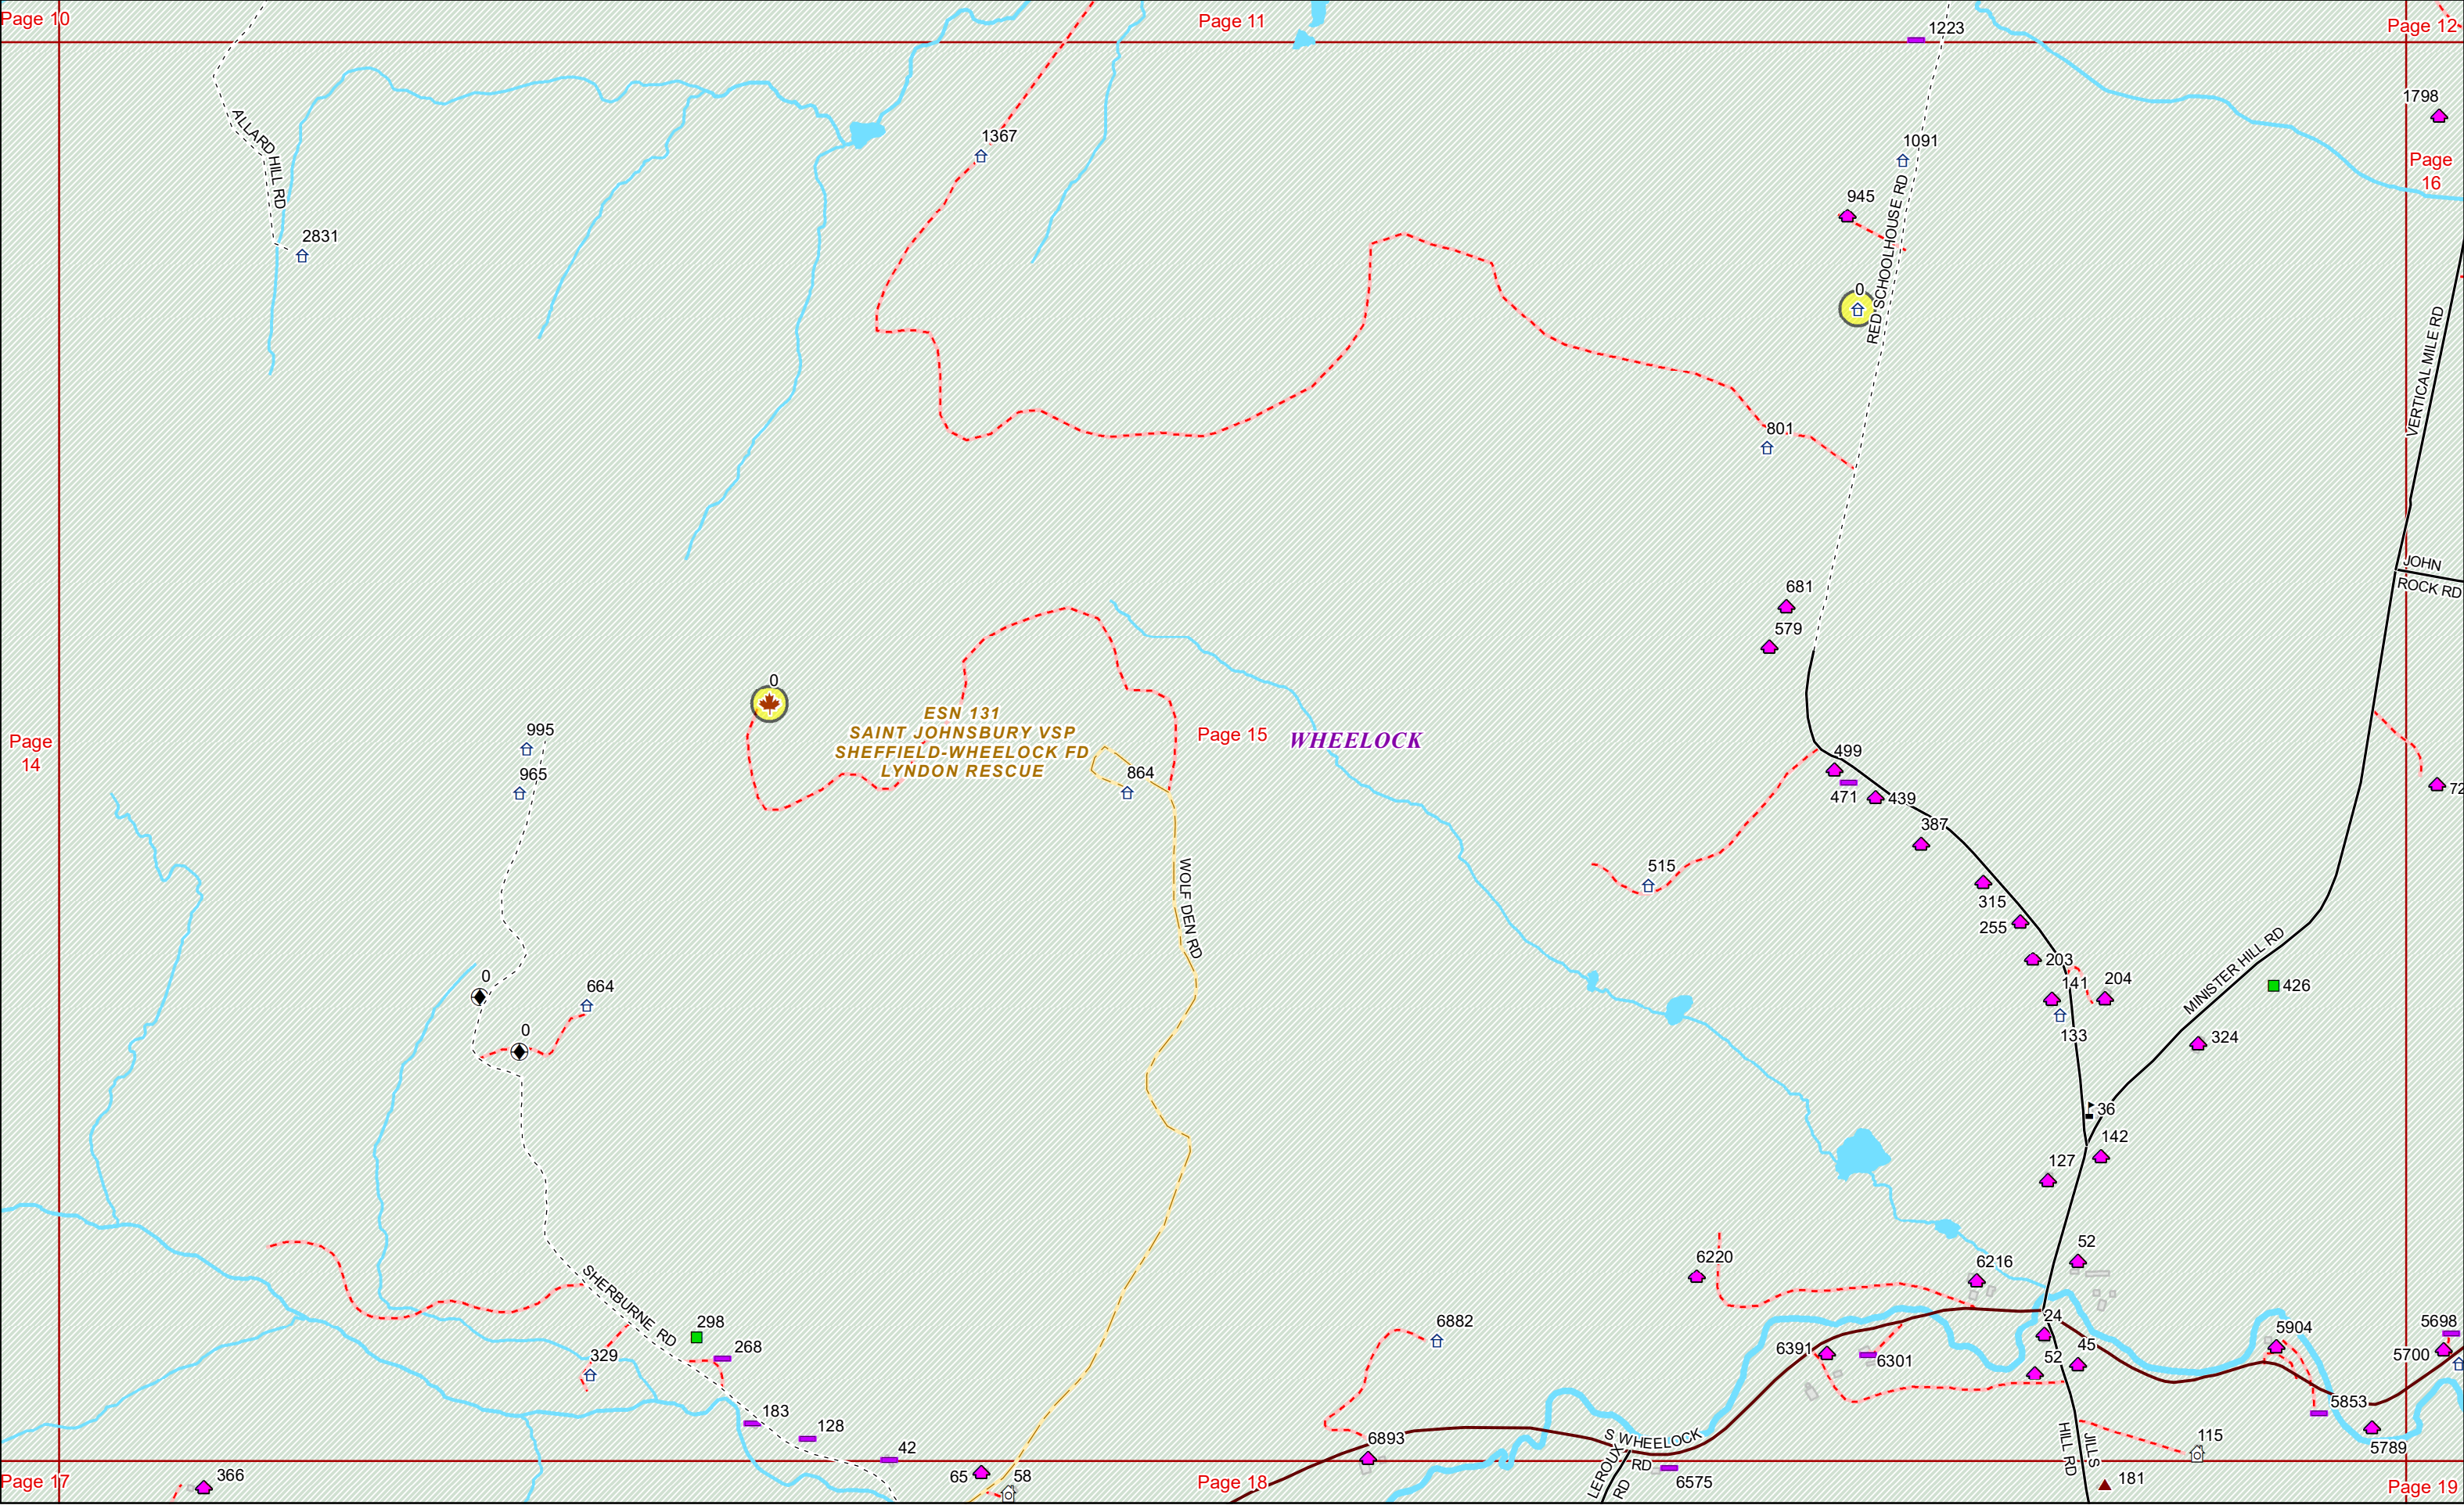 Page 10
Page 11
Page 12
1223
1798
ALLARD HILL RD
1367
1091
Page
16
945
RED SCHOOLHOUSE RD
2831
0
VERTICAL MILE RD
801
JOHN
ROCK RD
681
579
0
ESN 131
SAINT JOHNSBURY VSP
SHEFFIELD-WHEELOCK FD
LYNDON RESCUE
Page 15
WHEELOCK
995
Page
14
965
864
499
471
439
72
387
WOLF DEN RD
515
315
255
203
MINISTER HILL RD
0
664
141
204
426
133
0
324
36
142
127
52
6220
6216
SHERBURNE RD
298
268
329
6882
24
6391
6301
45
52
5904
5698
5700
5853
183
128
42
6893
S WHEELOCK
RD
HILL RD
JILLS
115
5789
Page 17
366
65
58
Page 18
LEROUX
RD
6575
181
Page 19